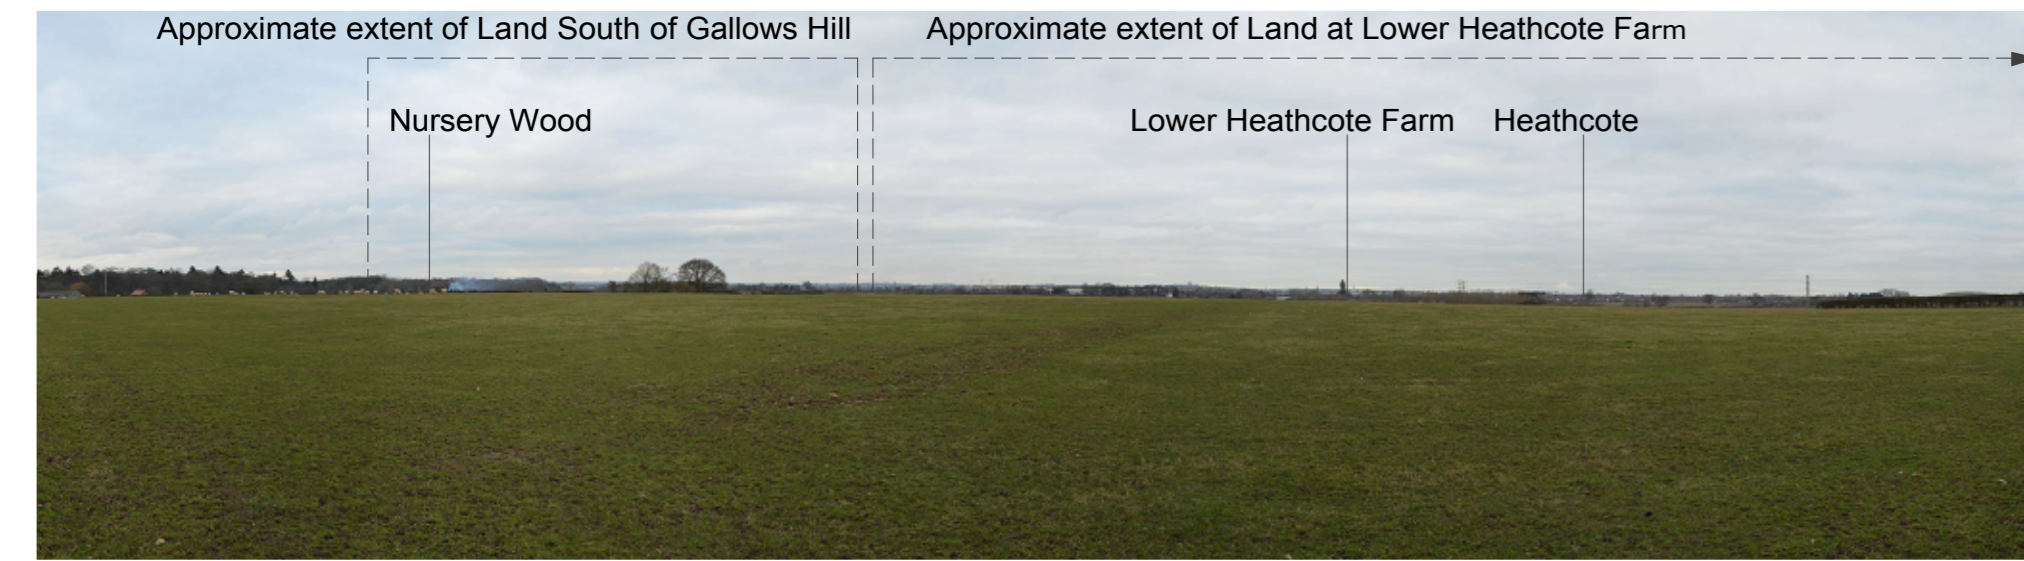 Approximate extent of Land South of Gallows Hill
Approximate extent of Land at Lower Heathcote Farm
Nursery Wood
Lower Heathcote Farm
Heathcote